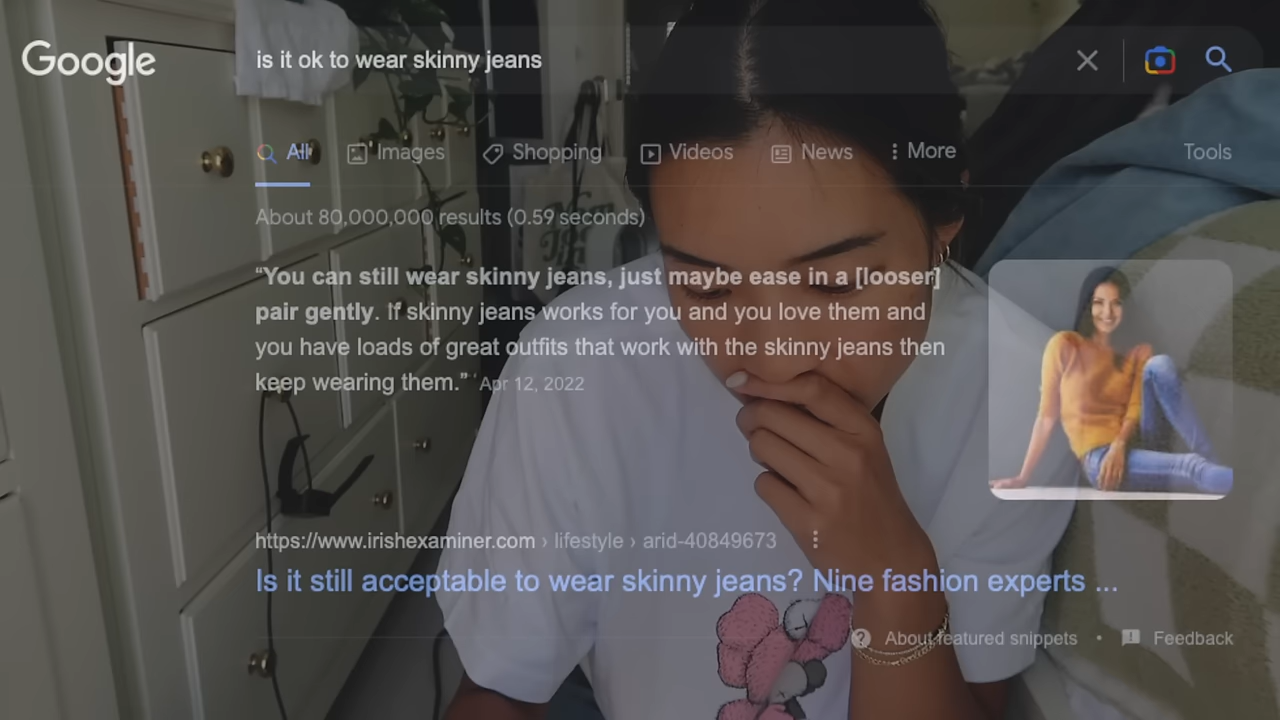 Google
is it ok to wear skinny jeans
All Images Shopping Videos News More Tools
About 80,000,000 results (0.59 seconds)
“You can still wear skinny jeans, just maybe ease in a [looser]
pair gently. If skinny jeans works for you and you love them and
you have loads of great outfits that work with the skinny jeans then
keep wearing them.” Apr 12, 2022
https://www.irishexaminer.com › lifestyle › arid-40849673
Is it still acceptable to wear skinny jeans? Nine fashion experts ...
About featured snippets • Feedback